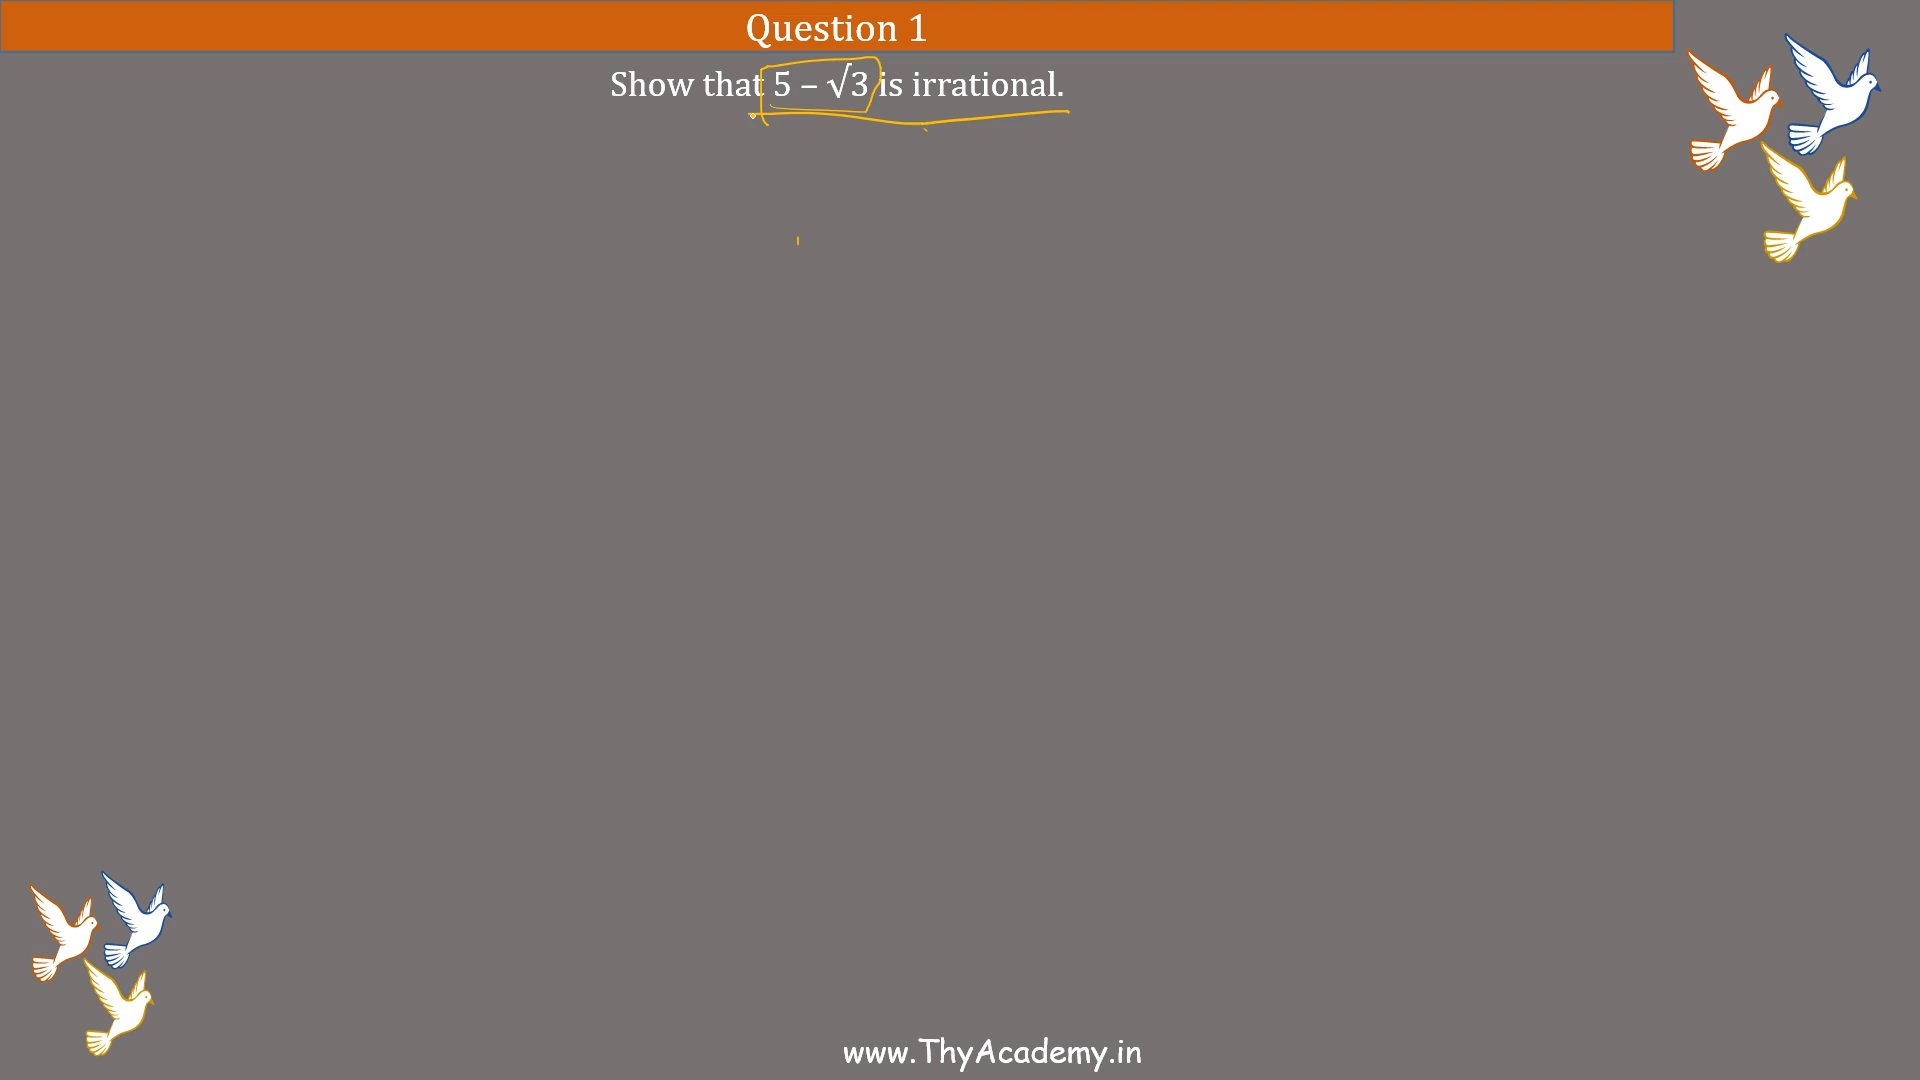 Question 1
Show that 5 – √3 is irrational.
www.ThyAcademy.in